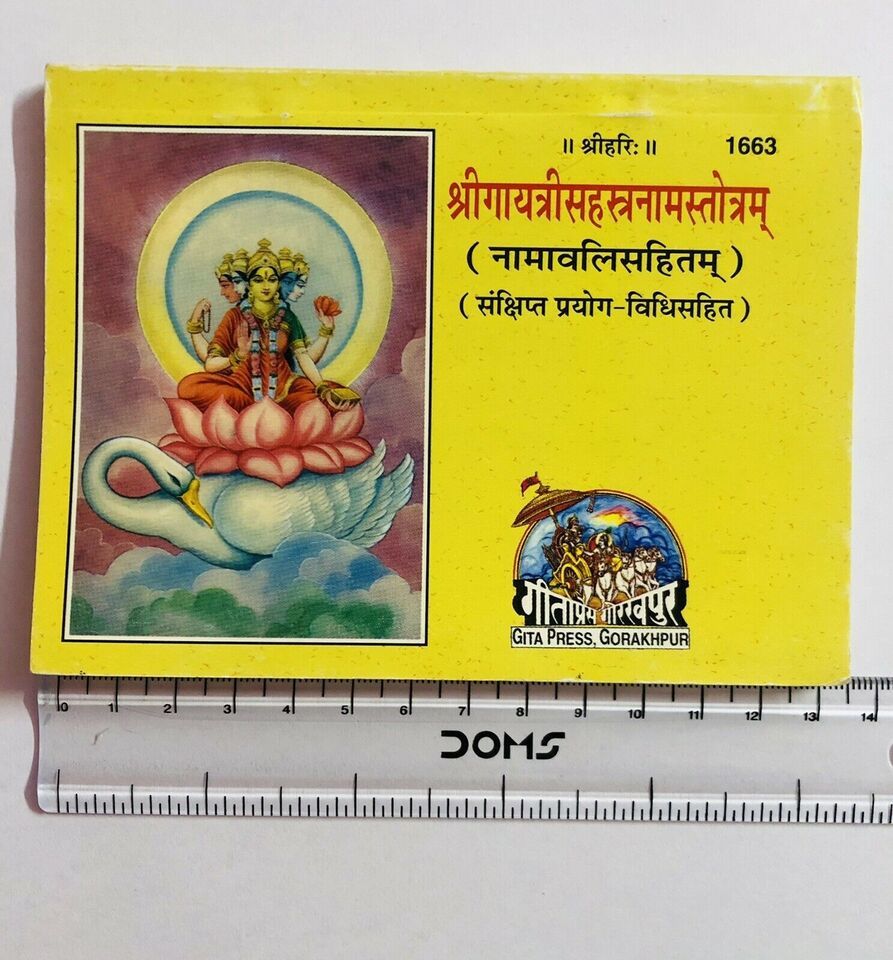 ॥ श्रीहरिः ॥ 1663
श्रीगायत्रीसहस्त्रनामस्तोत्रम्
( नामावलिसहितम् )
( संक्षिप्त प्रयोग-विधिसहित )
गीताप्रेस गोरखपुर
GITA PRESS, GORAKHPUR
0 1 2 3 4 5 6 7 8 9 10 11 12 13 14
DOMS